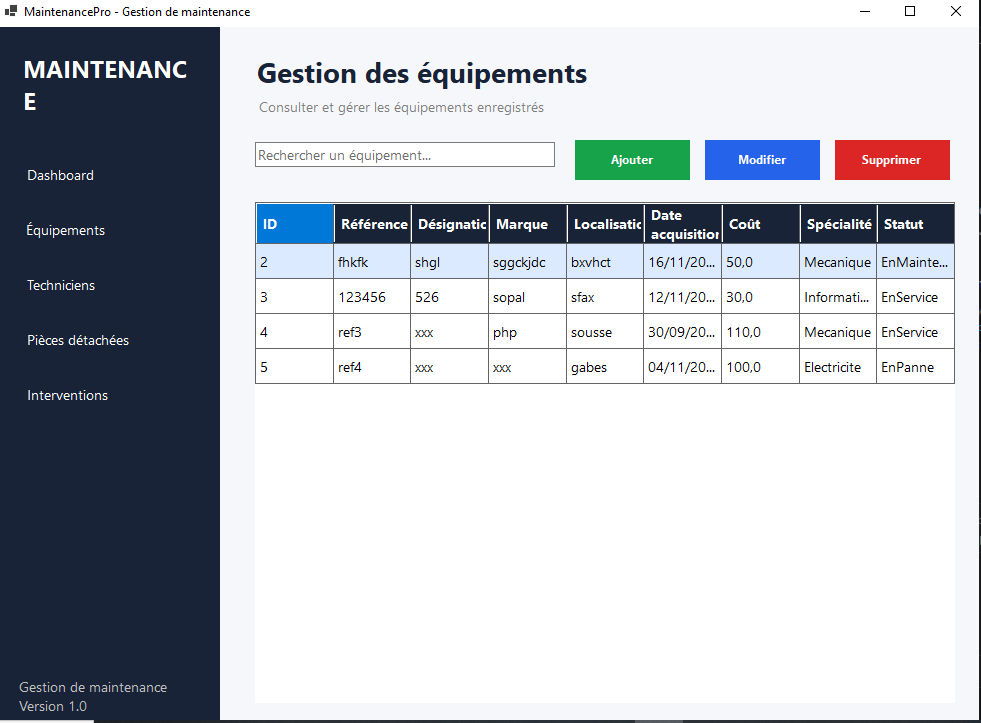 MaintenancePro - Gestion de maintenance
MAINTENANC
E
Dashboard
Équipements
Techniciens
Pièces détachées
Interventions
Gestion de maintenance
Version 1.0
Gestion des équipements
Consulter et gérer les équipements enregistrés
Rechercher un équipement...
Ajouter
Modifier
Supprimer
ID Référence Désignatic Marque Localisatic Date acquisition Coût Spécialité Statut
2 fhkfk shgl sggckjdc bxvhct 16/11/20... 50,0 Mecanique EnMainte...
3 123456 526 sopal sfax 12/11/20... 30,0 Informati... EnService
4 ref3 xxx php sousse 30/09/20... 110,0 Mecanique EnService
5 ref4 xxx xxx gabes 04/11/20... 100,0 Electricite EnPanne